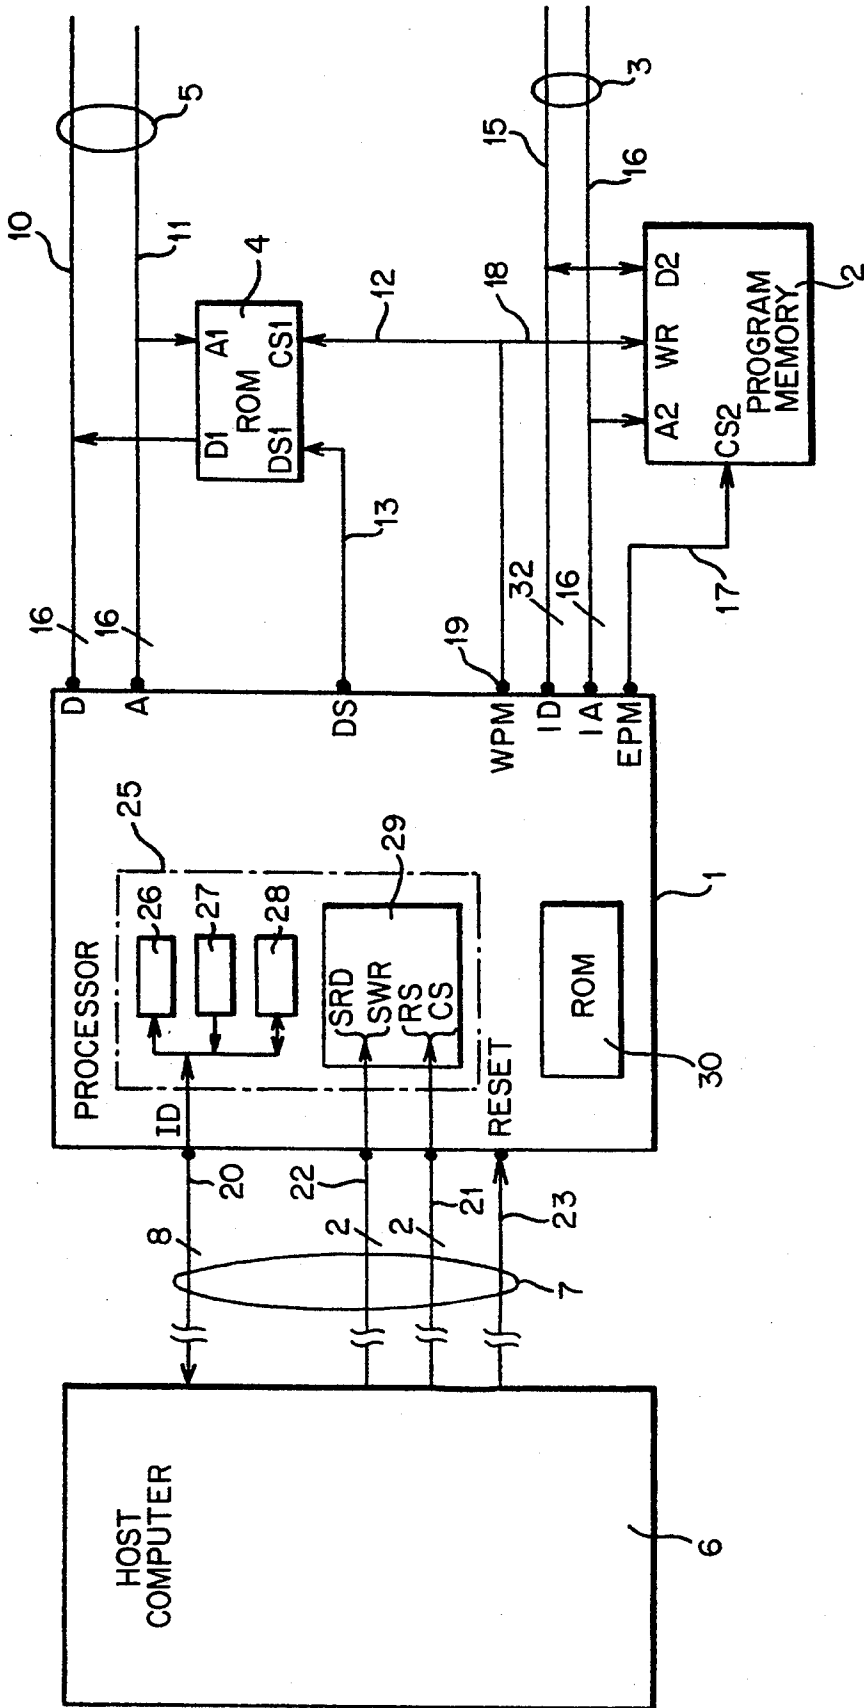 HOST
COMPUTER
6
8
20
2
22
2
21
23
7
PROCESSOR
ID
25
26
27
28
29
SRD
SWR
RS
CS
RESET
ROM
30
1
D
A
DS
WPM
ID
IA
EPM
16
16
10
11
5
D1
A1
ROM
DS1
CS1
4
12
13
19
18
32
16
15
16
3
17
A2
WR
D2
CS2
PROGRAM
MEMORY
2